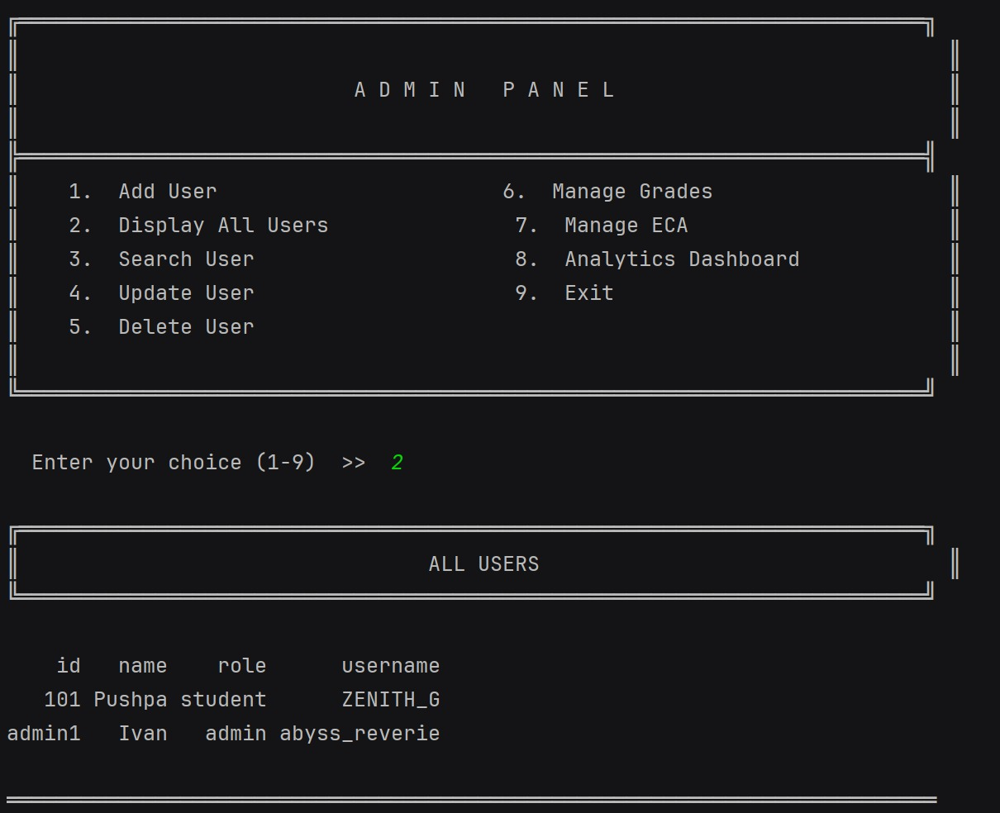 A D M I N   P A N E L
1.  Add User                       6.  Manage Grades
2.  Display All Users               7.  Manage ECA
3.  Search User                     8.  Analytics Dashboard
4.  Update User                     9.  Exit
5.  Delete User
Enter your choice (1-9)  >>  2
ALL USERS
    id   name    role      username
   101 Pushpa student      ZENITH_G
admin1   Ivan   admin abyss_reverie